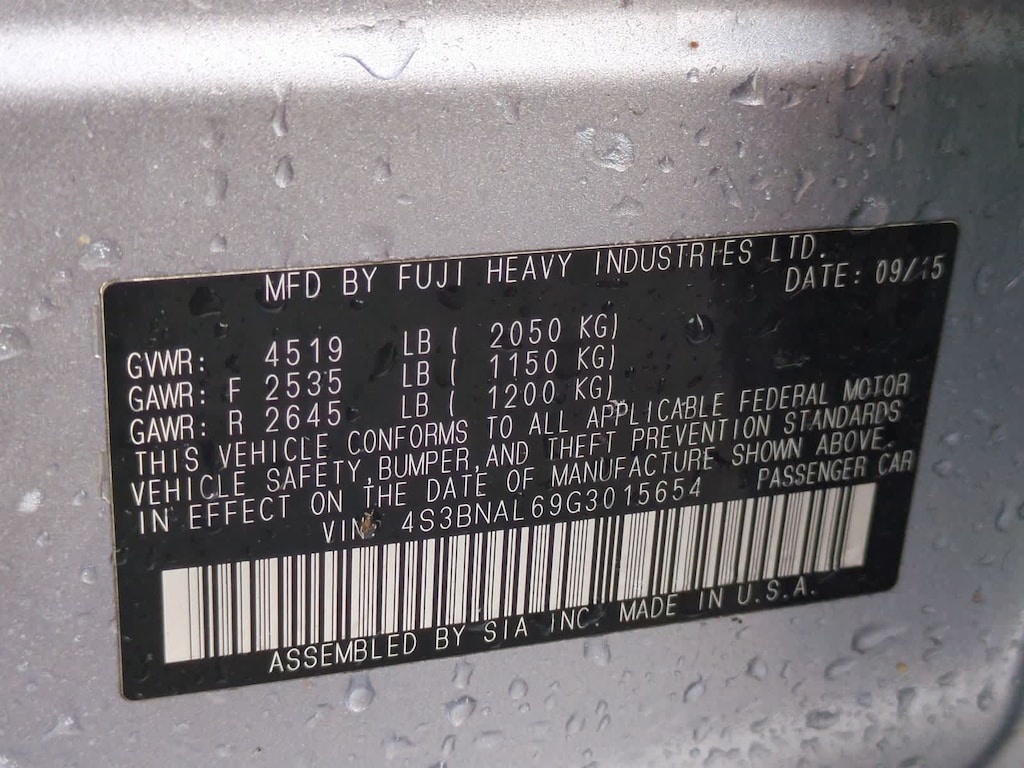 MFD BY FUJI HEAVY INDUSTRIES LTD.
DATE: 09/15
GVWR: 4519 LB ( 2050 KG)
GAWR: F 2535 LB ( 1150 KG)
GAWR: R 2645 LB ( 1200 KG)
THIS VEHICLE CONFORMS TO ALL APPLICABLE FEDERAL MOTOR
VEHICLE SAFETY,BUMPER,AND THEFT PREVENTION STANDARDS
IN EFFECT ON THE DATE OF MANUFACTURE SHOWN ABOVE.
VIN: 4S3BNAL69G3015654 PASSENGER CAR
ASSEMBLED BY SIA INC. MADE IN U.S.A.